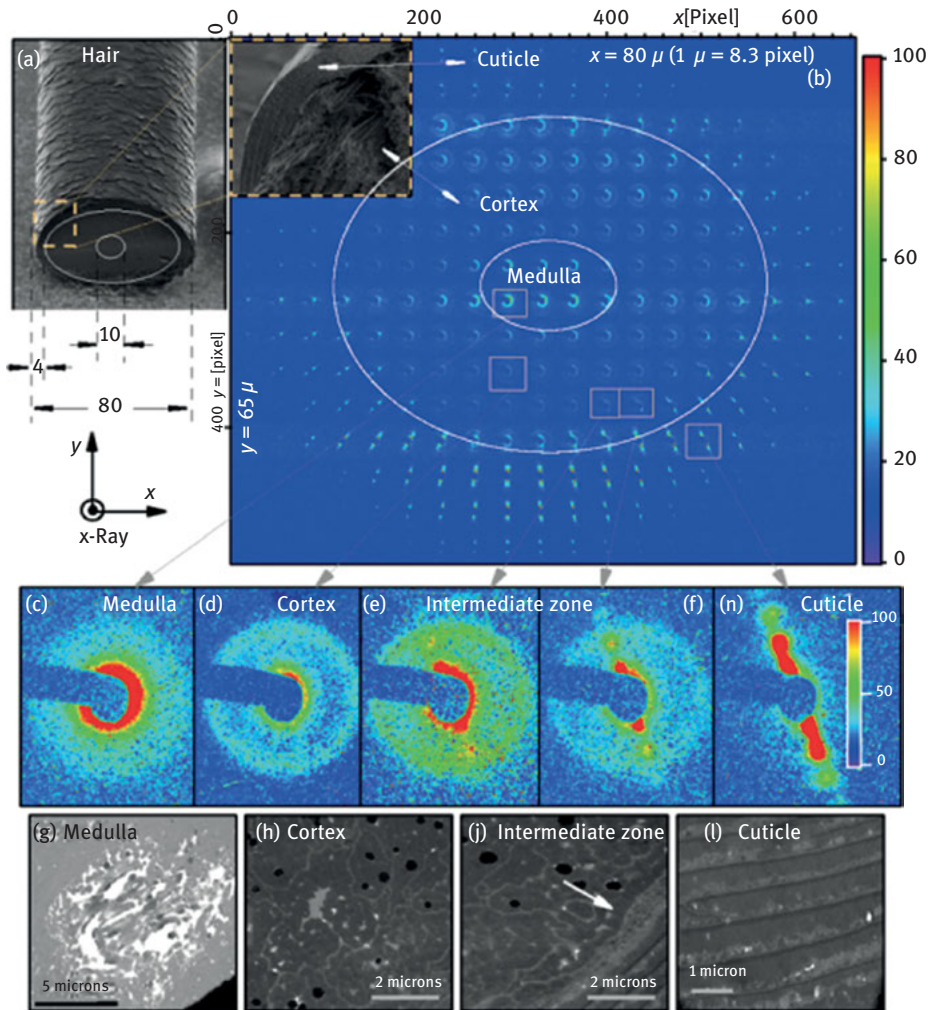 0 200 400 x[Pixel] 600
(a) Hair
Cuticle
x = 80 μ (1 μ = 8.3 pixel)
(b)
Cortex
Medulla
0
200
400 y = [pixel]
y = 65 μ
100
80
60
40
20
0
10
4
80
y
x
x-Ray
(c) Medulla
(d) Cortex
(e) Intermediate zone (f)
(n) Cuticle
100
50
0
(g) Medulla
5 microns
(h) Cortex
2 microns
(j) Intermediate zone
2 microns
(l) Cuticle
1 micron